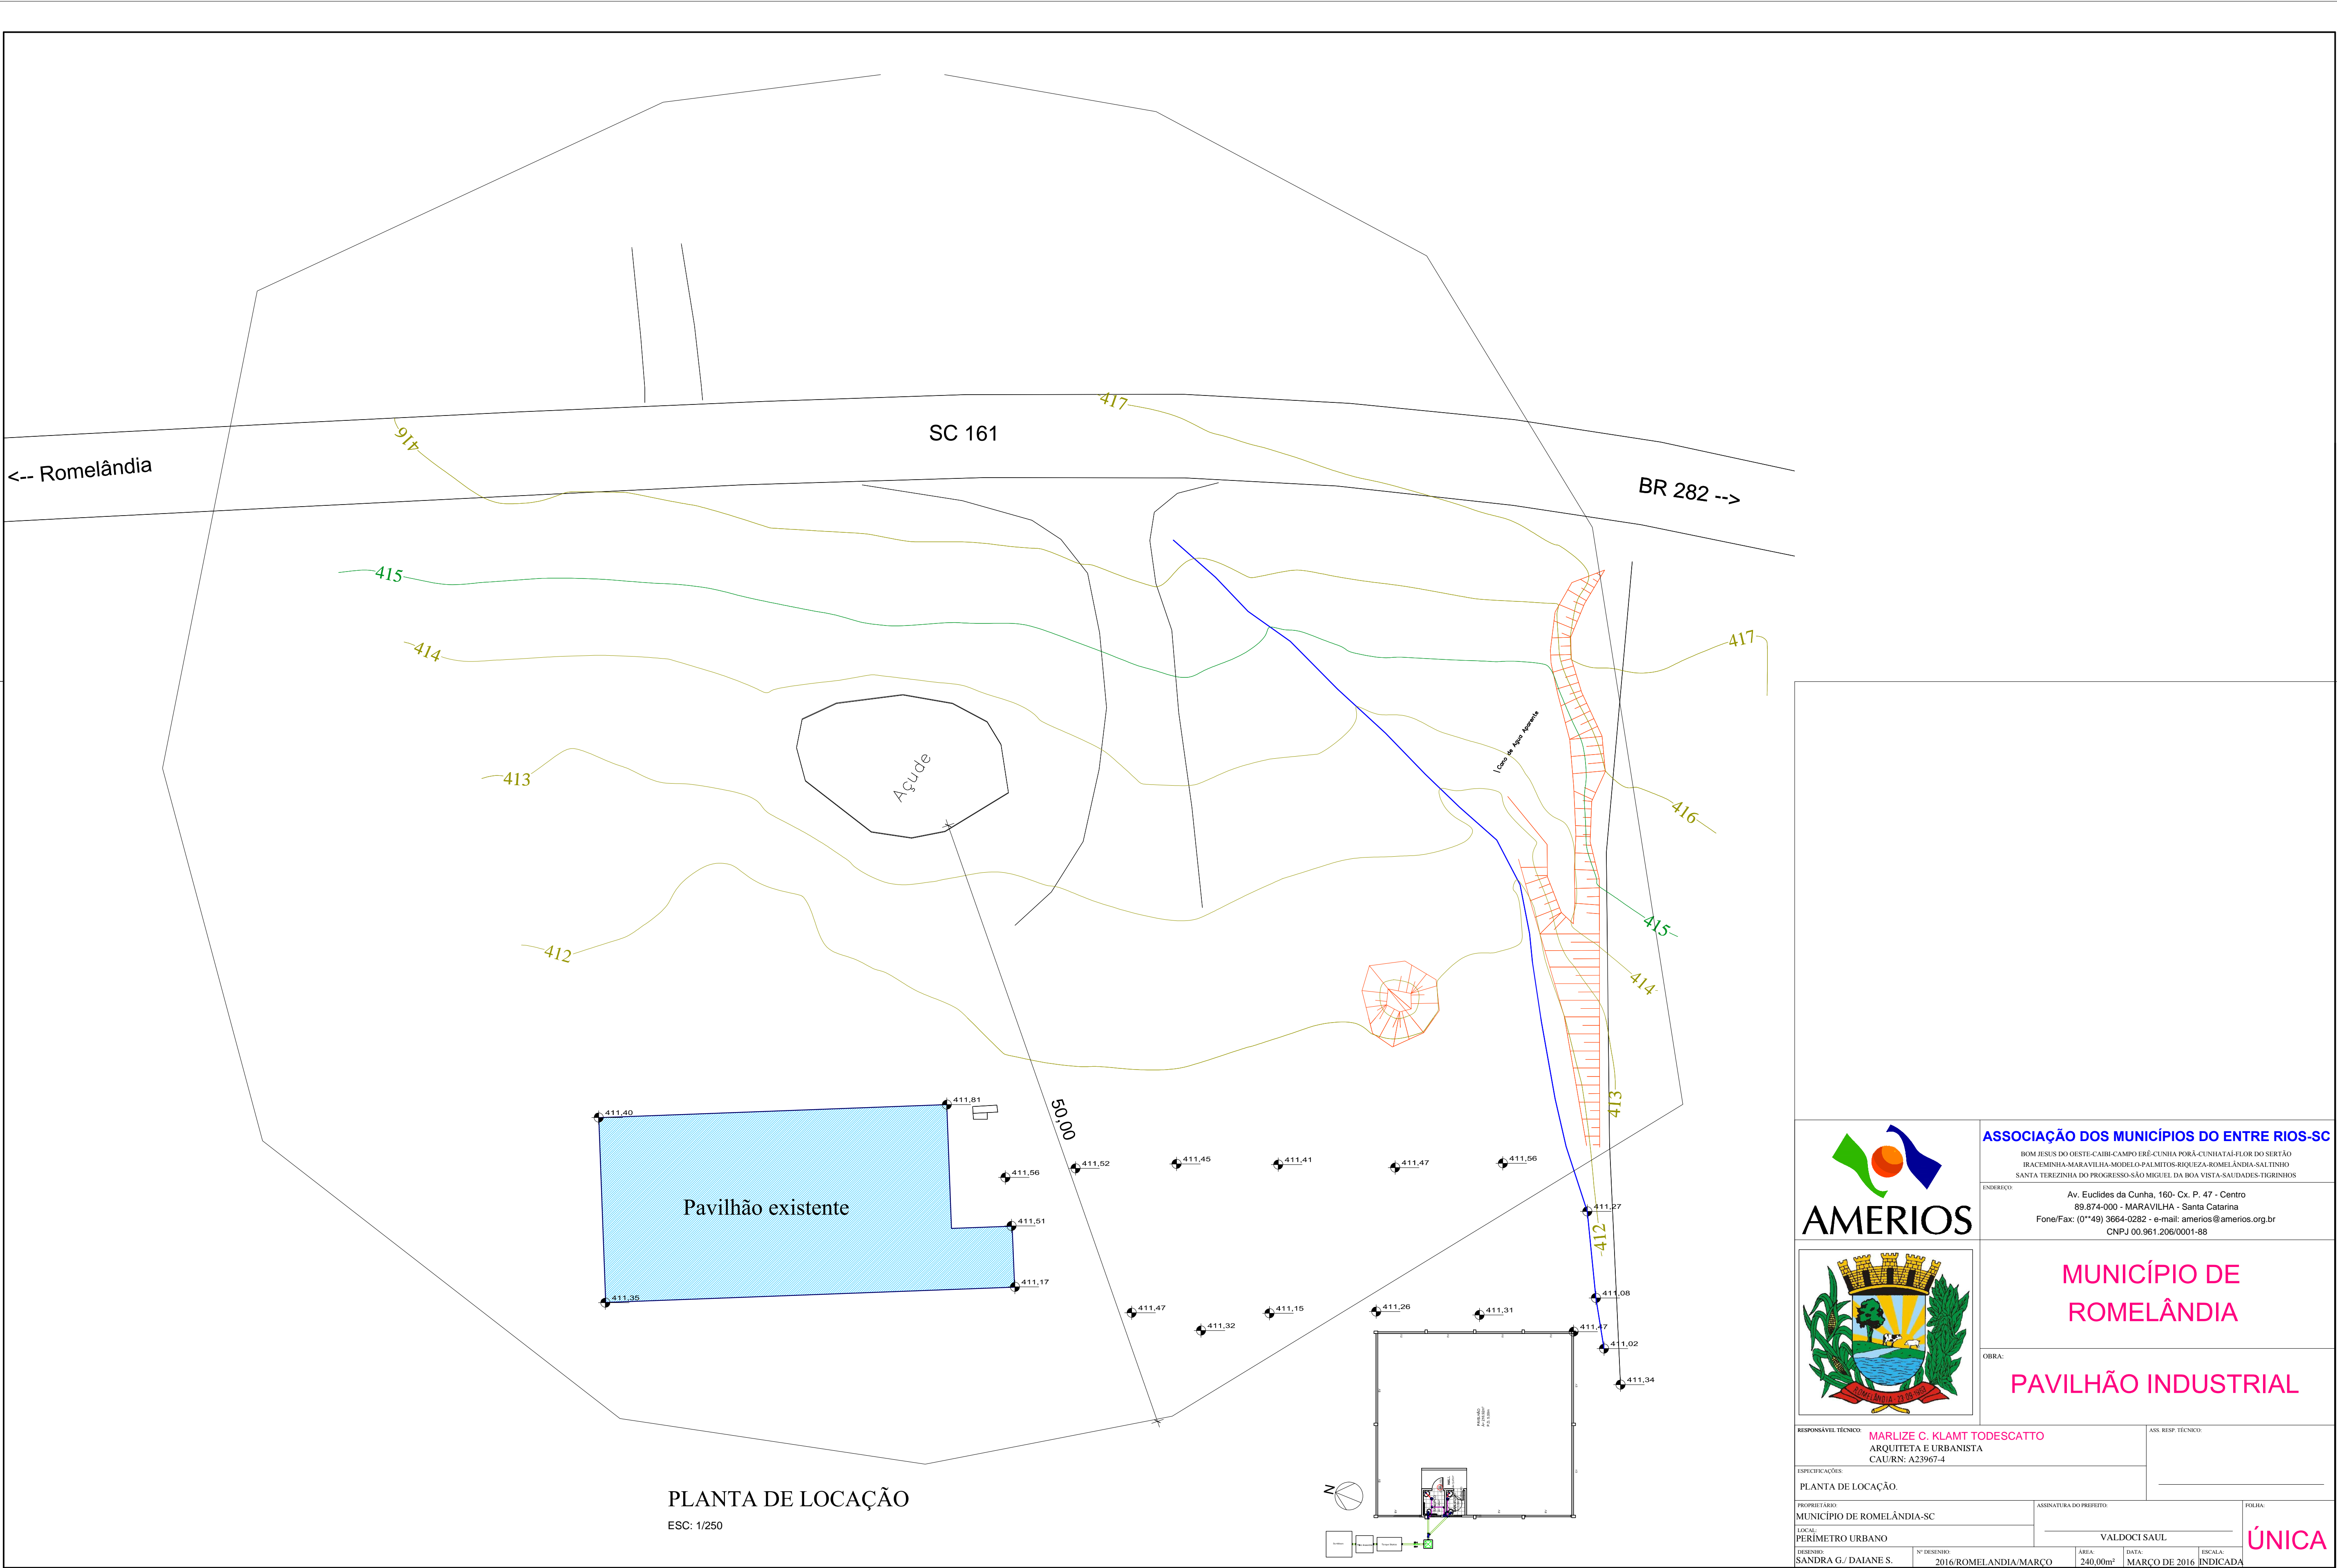 417
416
SC 161
<-- Romelândia
BR 282 -->
415
417
414
Cano de Agua Aparente
Açude
413
416
415
412
414
50,00
413
411,81
411,40
411,56
411,52
411,45
411,41
411,47
411,56
Pavilhão existente
411,51
411,27
412
411,17
411,35
411,08
411,47
411,32
411,15
411,26
411,31
411,47
411,02
411,34
PAVILHÃO
N
PLANTA DE LOCAÇÃO
ESC: 1/250
AMERIOS
ASSOCIAÇÃO DOS MUNICÍPIOS DO ENTRE RIOS-SC
BOM JESUS DO OESTE-CAIBI-CAMPO ERÊ-CUNHA PORÃ-CUNHATAÍ-FLOR DO SERTÃO
IRACEMINHA-MARAVILHA-MODELO-PALMITOS-RIQUEZA-ROMELÂNDIA-SALTINHO
SANTA TEREZINHA DO PROGRESSO-SÃO MIGUEL DA BOA VISTA-SAUDADES-TIGRINHOS
ENDEREÇO:
Av. Euclides da Cunha, 160- Cx. P. 47 - Centro
89.874-000 - MARAVILHA - Santa Catarina
Fone/Fax: (0**49) 3664-0282 - e-mail: amerios@amerios.org.br
CNPJ 00.961.206/0001-88
ROMELÂNDIA - 23.09.1963
MUNICÍPIO DE
ROMELÂNDIA
OBRA:
PAVILHÃO INDUSTRIAL
RESPONSÁVEL TÉCNICO:
MARLIZE C. KLAMT TODESCATTO
ARQUITETA E URBANISTA
CAU/RN: A23967-4
ASS. RESP. TÉCNICO:
ESPECIFICAÇÕES:
PLANTA DE LOCAÇÃO.
PROPRIETÁRIO:
MUNICÍPIO DE ROMELÂNDIA-SC
ASSINATURA DO PREFEITO:
VALDOCI SAUL
FOLHA:
ÚNICA
LOCAL:
PERÍMETRO URBANO
DESENHO:
SANDRA G./ DAIANE S.
Nº DESENHO:
2016/ROMELANDIA/MARÇO
ÁREA:
240,00m²
DATA:
MARÇO DE 2016
ESCALA:
INDICADA